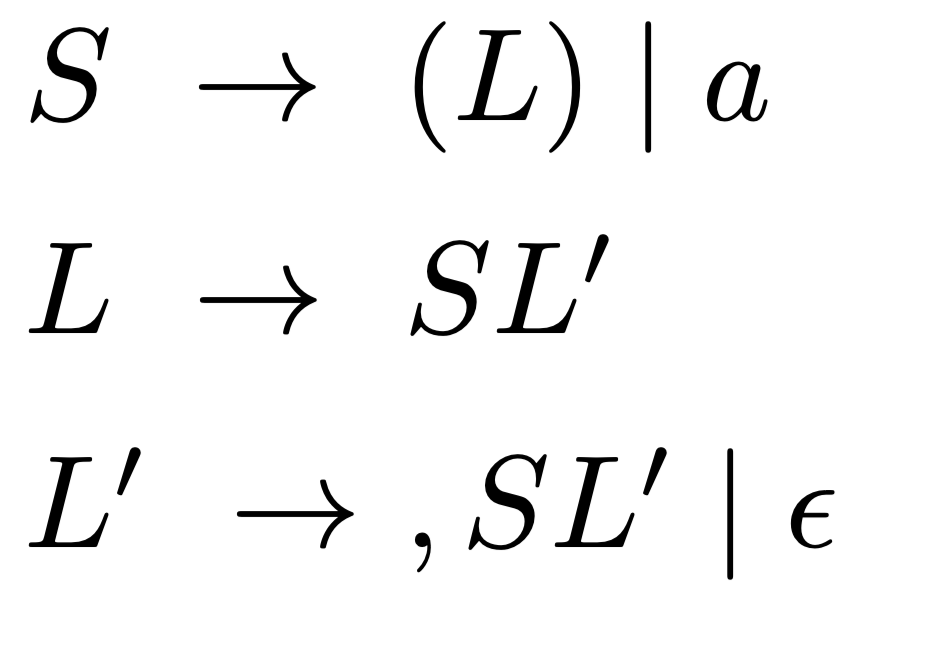 S → (L) | a
L → SL′
L′ → , SL′ | ϵ